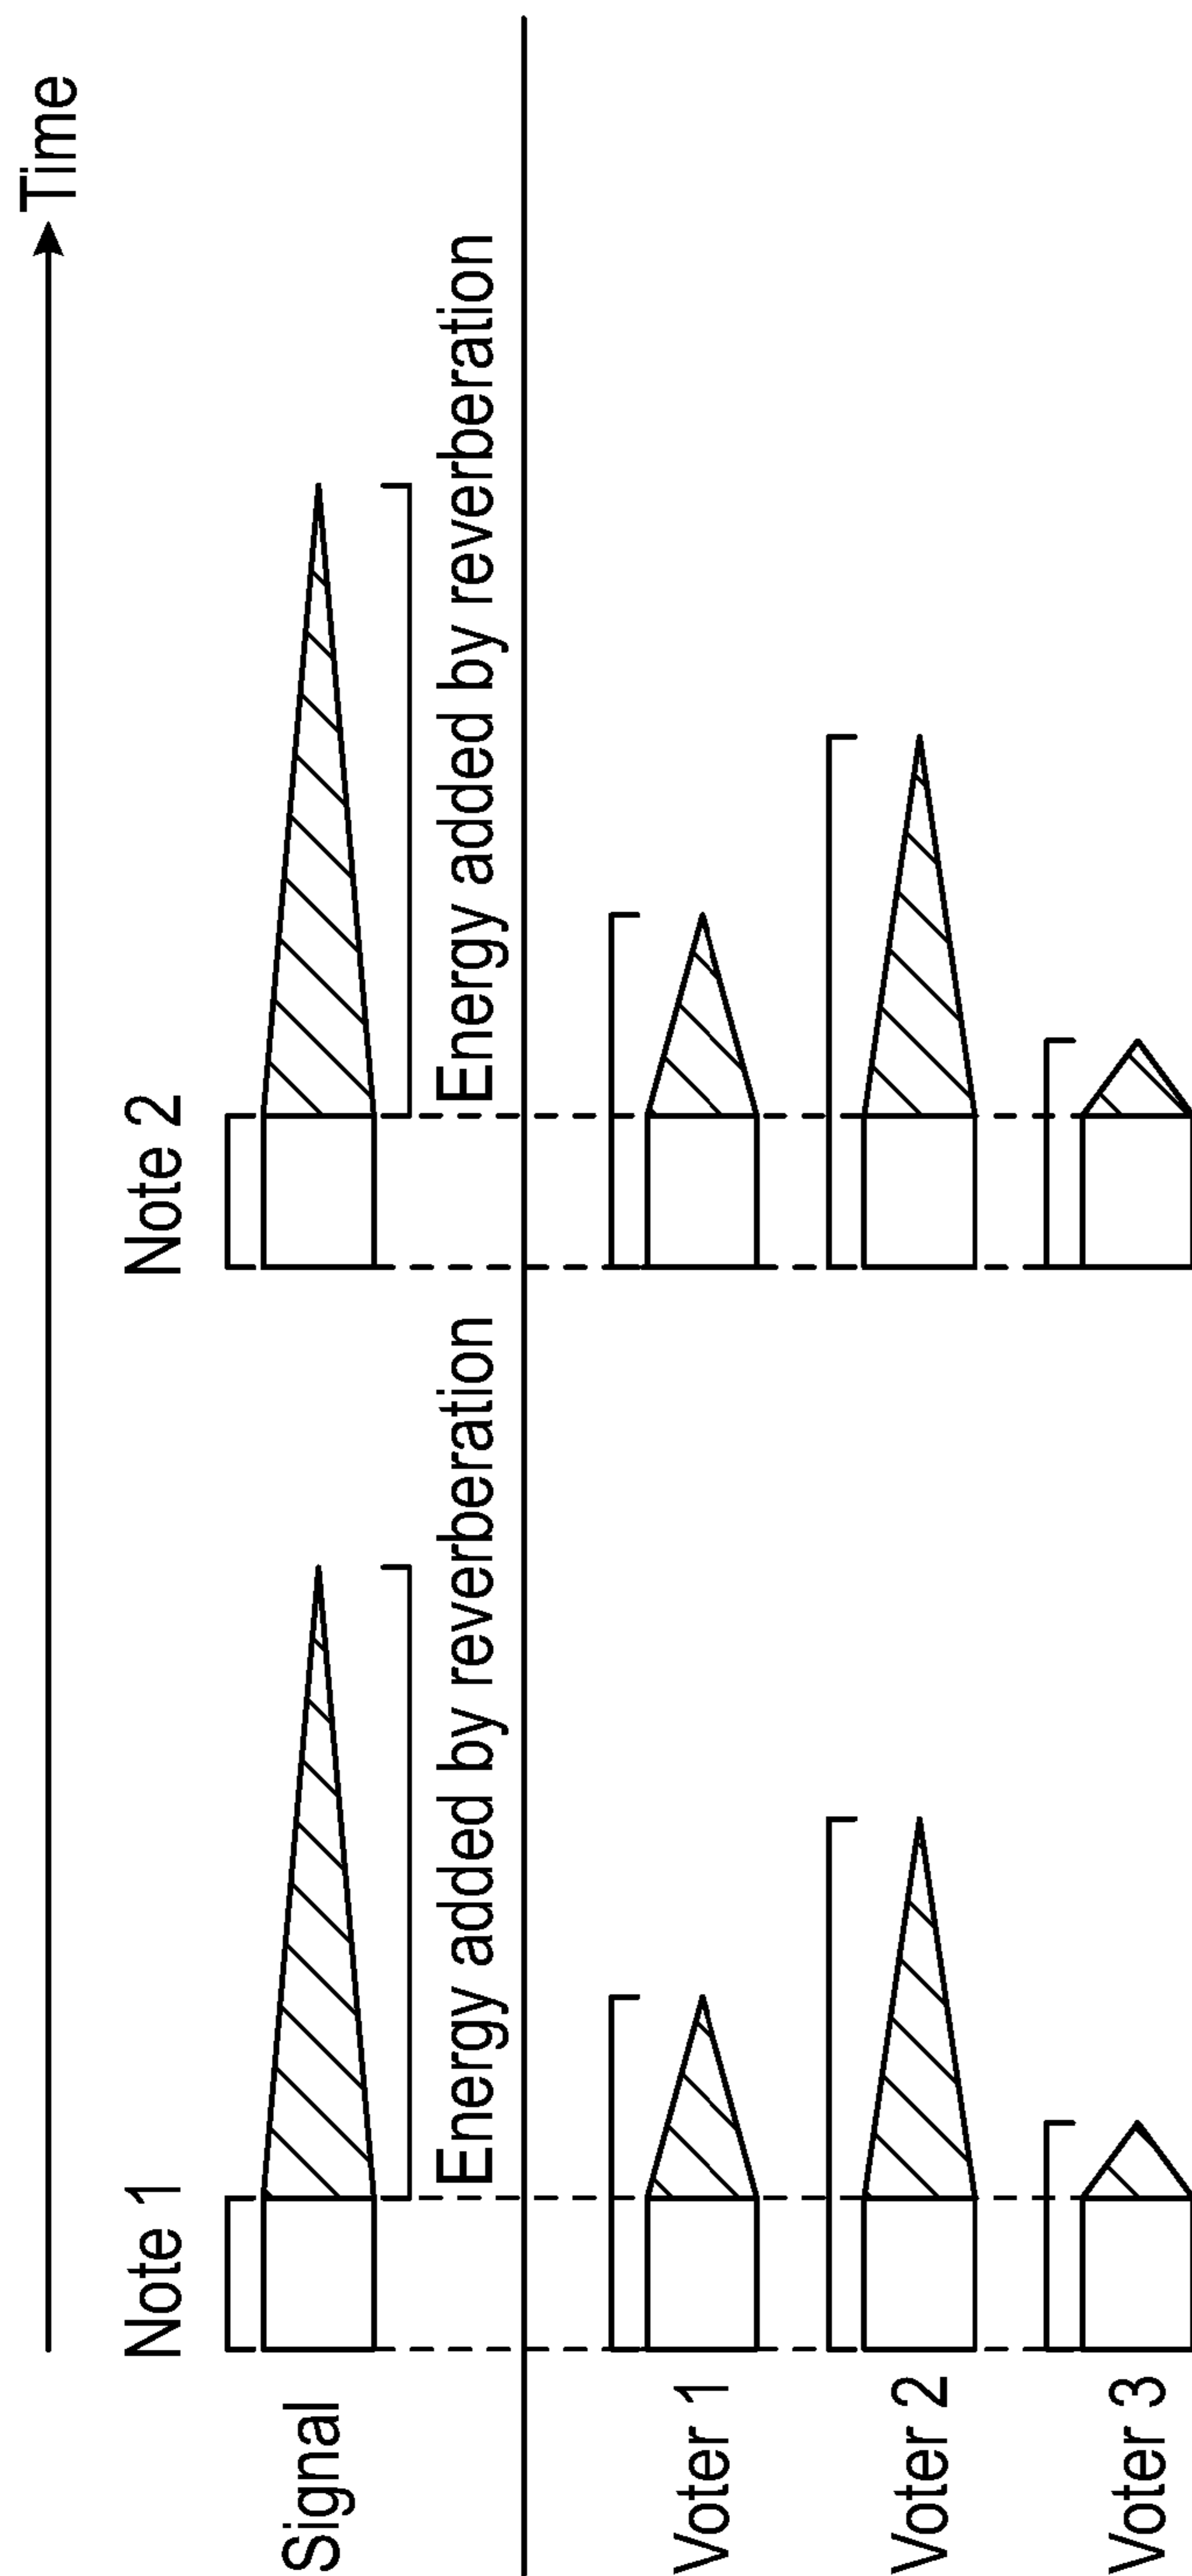 Time
Note 1
Note 2
Signal
Energy added by reverberation
Energy added by reverberation
Voter 1
Voter 2
Voter 3